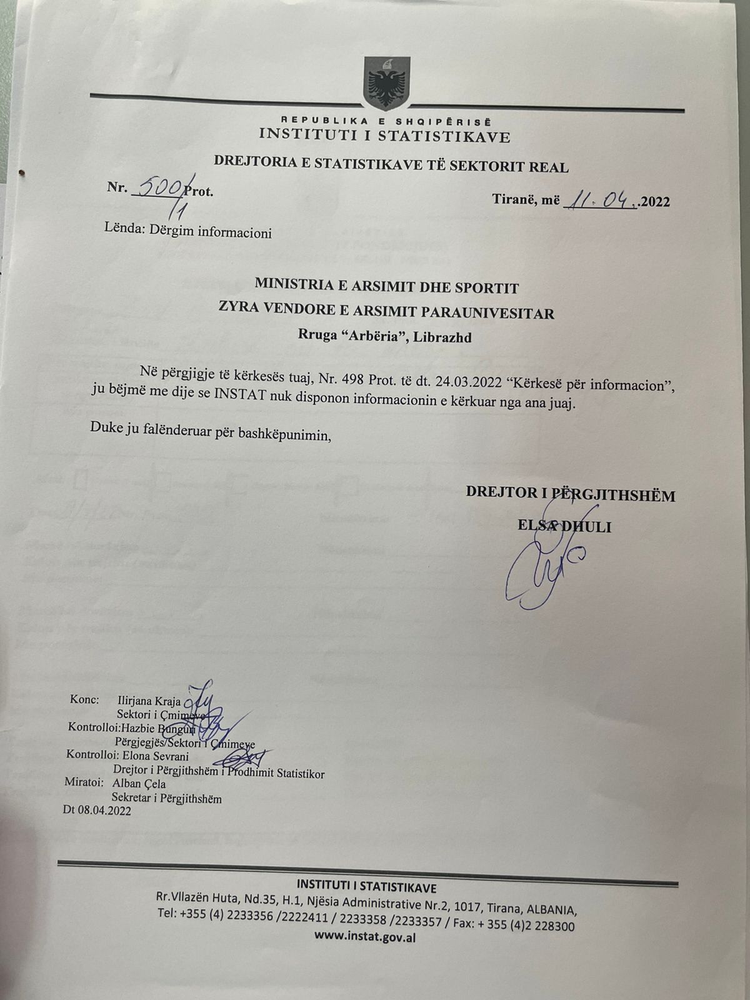 REPUBLIKA E SHQIPËRISË
INSTITUTI I STATISTIKAVE
DREJTORIA E STATISTIKAVE TË SEKTORIT REAL
Nr. 500/1 Prot.
Tiranë, më 11.04..2022
Lënda: Dërgim informacioni
MINISTRIA E ARSIMIT DHE SPORTIT
ZYRA VENDORE E ARSIMIT PARAUNIVESITAR
Rruga “Arbëria”, Librazhd
Në përgjigje të kërkesës tuaj, Nr. 498 Prot. të dt. 24.03.2022 “Kërkesë për informacion”,
ju bëjmë me dije se INSTAT nuk disponon informacionin e kërkuar nga ana juaj.
Duke ju falënderuar për bashkëpunimin,
DREJTOR I PËRGJITHSHËM
ELSA DHULI
Konc: Ilirjana Kraja
Sektori i Çmimeve
Kontrolloi:Hazbie Bunguri
Përgjegjës/Sektori i Çmimeve
Kontrolloi: Elona Sevrani
Drejtor i Përgjithshëm i Prodhimit Statistikor
Miratoi: Alban Çela
Sekretar i Përgjithshëm
Dt 08.04.2022
INSTITUTI I STATISTIKAVE
Rr.Vllazën Huta, Nd.35, H.1, Njësia Administrative Nr.2, 1017, Tirana, ALBANIA,
Tel: +355 (4) 2233356 /2222411 / 2233358 /2233357 / Fax: + 355 (4)2 228300
www.instat.gov.al